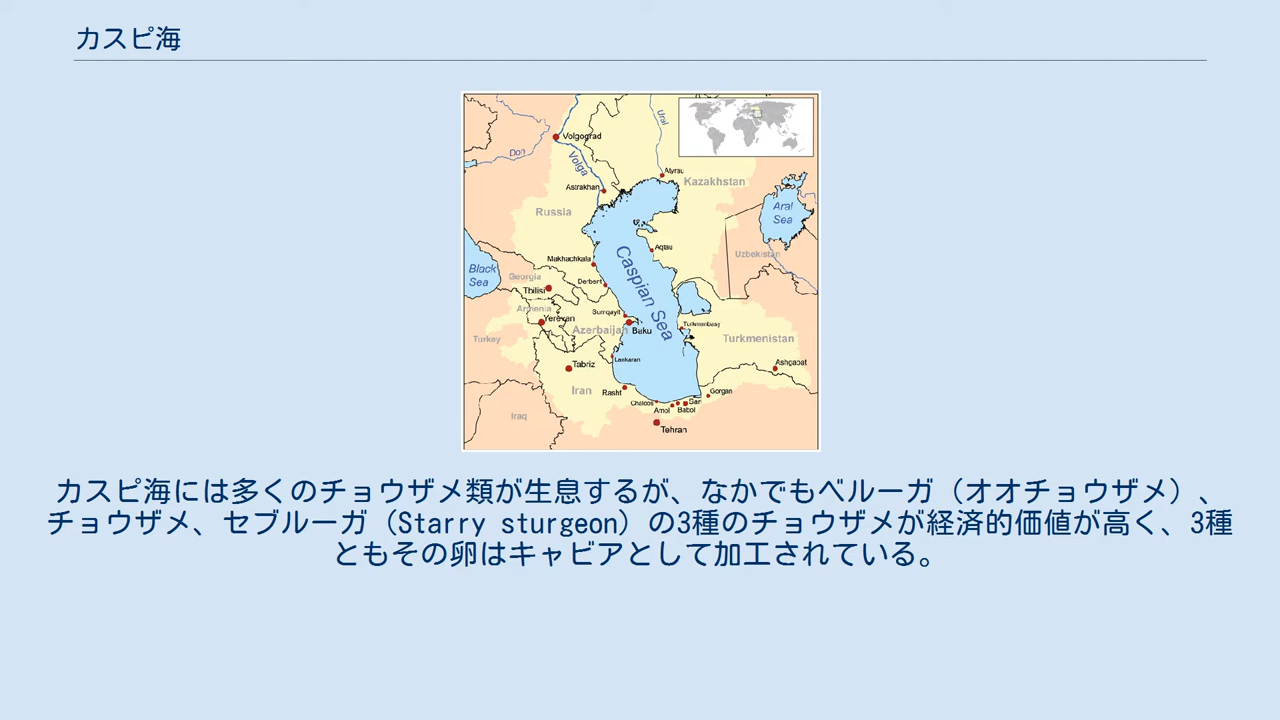 カスピ海
Volgograd
Don
Volga
Ural
Astrakhan
Atyrau
Kazakhstan
Russia
Aral
Sea
Aqtau
Uzbekistan
Makhachkala
Black
Sea
Georgia
Derbent
Tbilisi
Caspian Sea
Armenia
Sumqayit
Yerevan
Azerbaijan
Baku
Turkmenbasy
Turkey
Turkmenistan
Lankaran
Tabriz
Ashgabat
Iran
Rasht
Gorgan
Chaloos
Sari
Amol
Babol
Iraq
Tehran
カスピ海には多くのチョウザメ類が生息するが、なかでもベルーガ（オオチョウザメ）、
チョウザメ、セブルーガ（Starry sturgeon）の3種のチョウザメが経済的価値が高く、3種
ともその卵はキャビアとして加工されている。